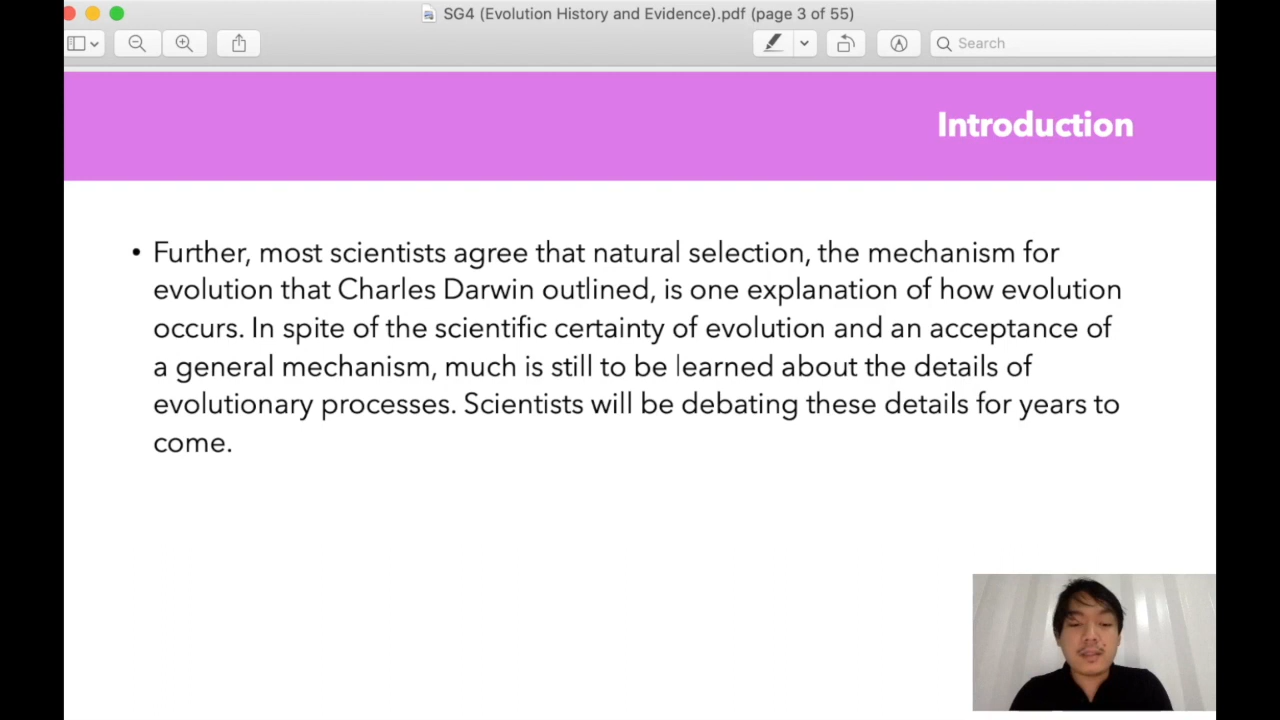 SG4 (Evolution History and Evidence).pdf (page 3 of 55)
Search
Introduction
• Further, most scientists agree that natural selection, the mechanism for
evolution that Charles Darwin outlined, is one explanation of how evolution
occurs. In spite of the scientific certainty of evolution and an acceptance of
a general mechanism, much is still to be learned about the details of
evolutionary processes. Scientists will be debating these details for years to
come.